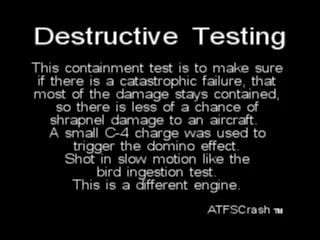 Destructive Testing
This containment test is to make sure
if there is a catastrophic failure, that
most of the damage stays contained,
so there is less of a chance of
shrapnel damage to an aircraft.
A small C-4 charge was used to
trigger the domino effect.
Shot in slow motion like the
bird ingestion test.
This is a different engine.
ATFSCrash ™